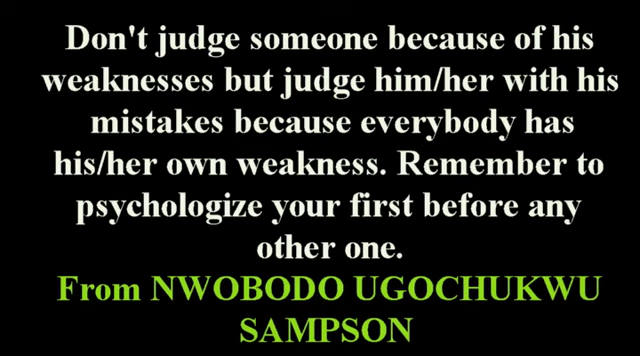 Don't judge someone because of his
weaknesses but judge him/her with his
mistakes because everybody has
his/her own weakness. Remember to
psychologize your first before any
other one.
From NWOBODO UGOCHUKWU
SAMPSON